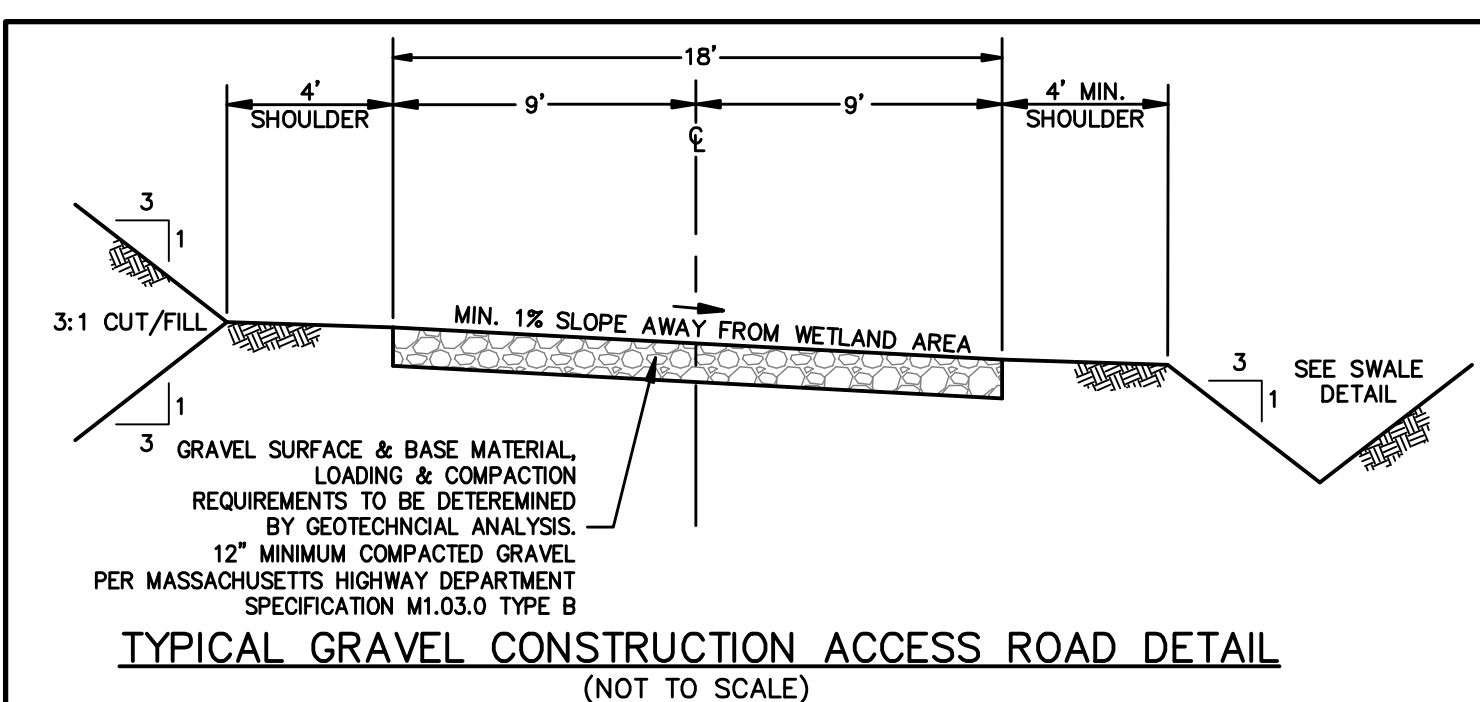 18'
4'
SHOULDER
9'
9'
4' MIN.
SHOULDER
℄
3
1
3:1 CUT/FILL
1
3
MIN. 1% SLOPE AWAY FROM WETLAND AREA
3
1
SEE SWALE
DETAIL
GRAVEL SURFACE & BASE MATERIAL,
LOADING & COMPACTION
REQUIREMENTS TO BE DETEREMINED
BY GEOTECHNCIAL ANALYSIS.
12" MINIMUM COMPACTED GRAVEL
PER MASSACHUSETTS HIGHWAY DEPARTMENT
SPECIFICATION M1.03.0 TYPE B
TYPICAL GRAVEL CONSTRUCTION ACCESS ROAD DETAIL
(NOT TO SCALE)